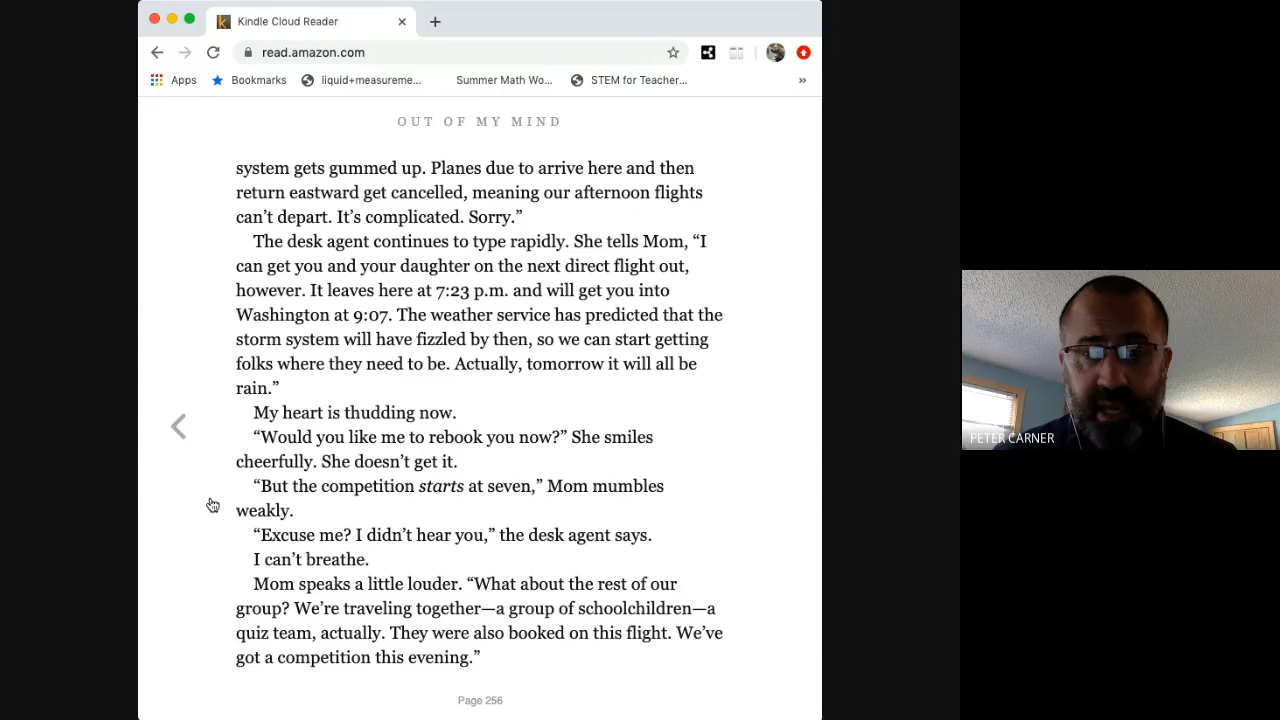 Kindle Cloud Reader
read.amazon.com
Apps Bookmarks liquid+measureme... Summer Math Wo... STEM for Teacher... »
OUT OF MY MIND
system gets gummed up. Planes due to arrive here and then
return eastward get cancelled, meaning our afternoon flights
can’t depart. It’s complicated. Sorry.”
The desk agent continues to type rapidly. She tells Mom, “I
can get you and your daughter on the next direct flight out,
however. It leaves here at 7:23 p.m. and will get you into
Washington at 9:07. The weather service has predicted that the
storm system will have fizzled by then, so we can start getting
folks where they need to be. Actually, tomorrow it will all be
rain.”
My heart is thudding now.
“Would you like me to rebook you now?” She smiles
cheerfully. She doesn’t get it.
“But the competition starts at seven,” Mom mumbles
weakly.
“Excuse me? I didn’t hear you,” the desk agent says.
I can’t breathe.
Mom speaks a little louder. “What about the rest of our
group? We’re traveling together—a group of schoolchildren—a
quiz team, actually. They were also booked on this flight. We’ve
got a competition this evening.”
Page 256
PETER CARNER